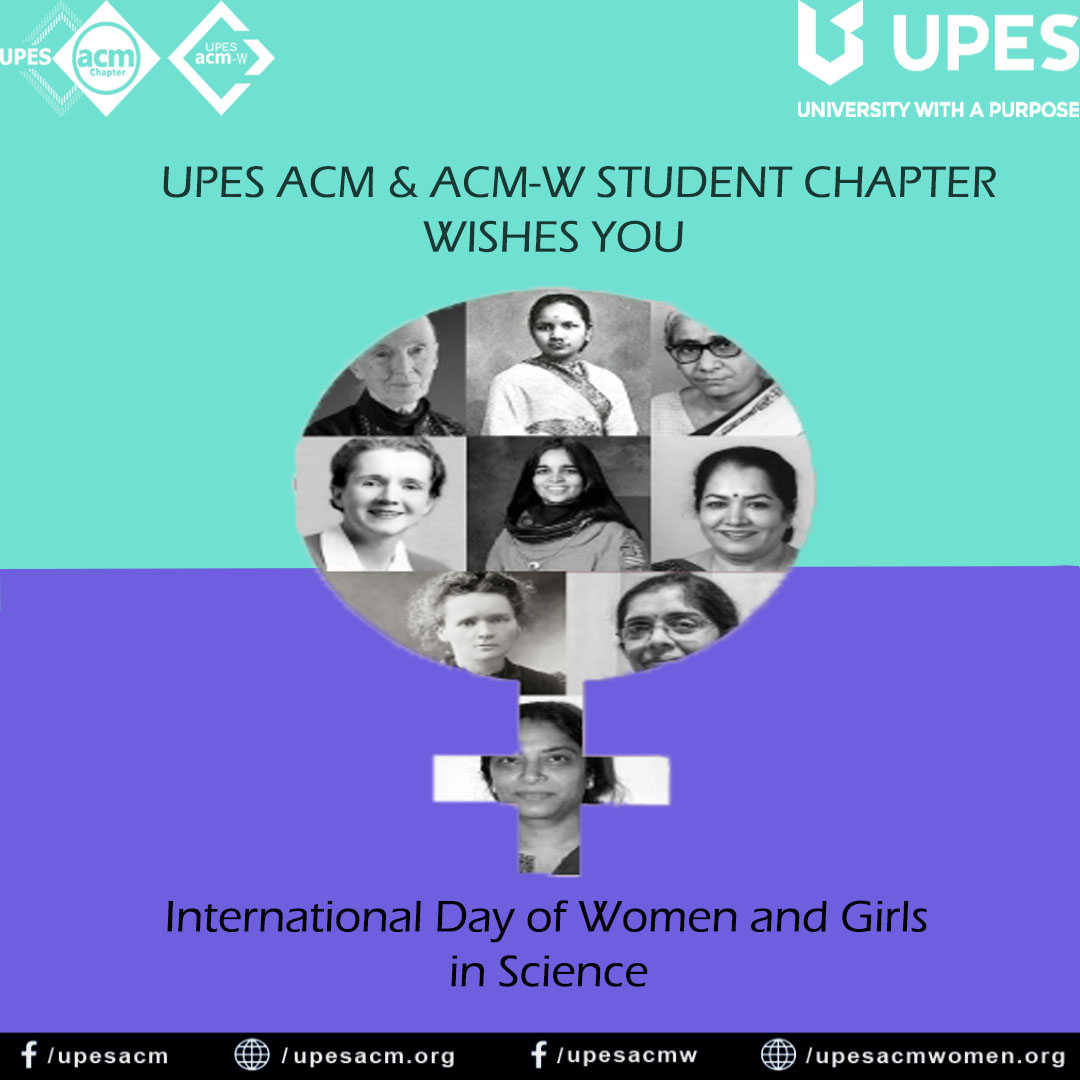 UPES
acm
Chapter
UPES
acm-W
UPES
UNIVERSITY WITH A PURPOSE
UPES ACM & ACM-W STUDENT CHAPTER
WISHES YOU
International Day of Women and Girls
in Science
/upesacm
/upesacm.org
/upesacmw
/upesacmwomen.org